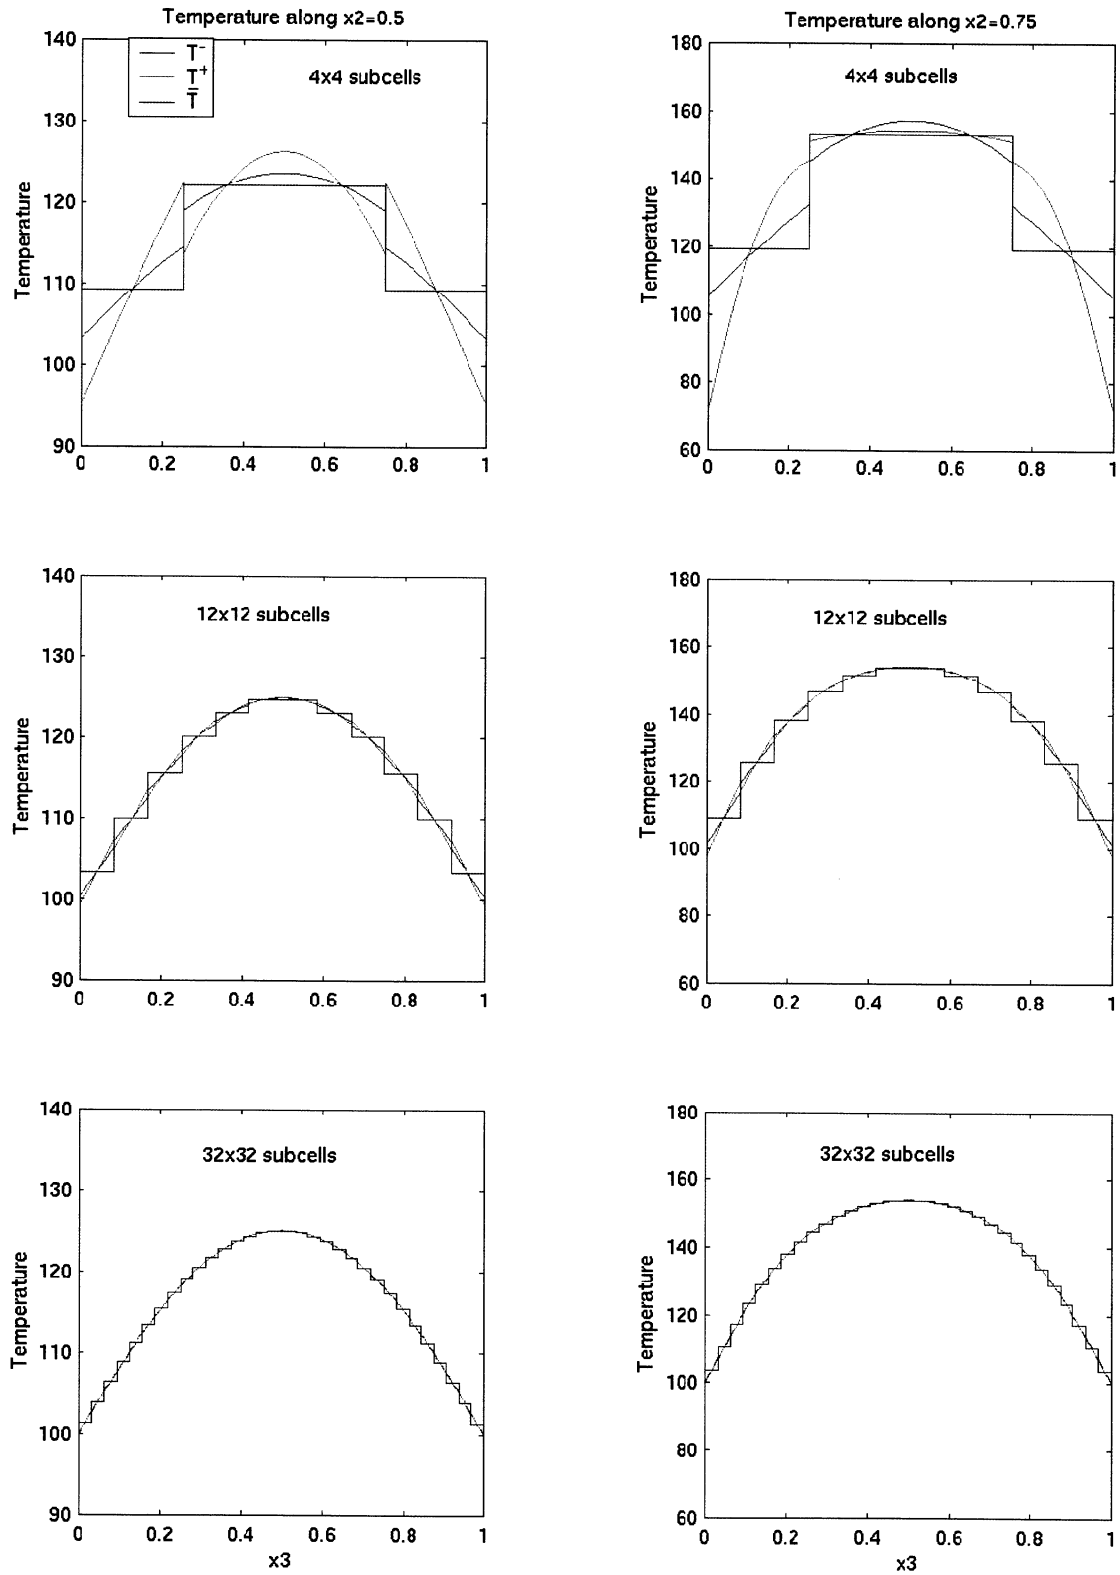 Temperature along x2=0.5
140
130
120
110
100
90
Temperature
T⁻
T⁺
T̄
4x4 subcells
0 0.2 0.4 0.6 0.8 1
Temperature along x2=0.75
180
160
140
120
100
80
60
Temperature
4x4 subcells
0 0.2 0.4 0.6 0.8 1
140
130
120
110
100
90
Temperature
12x12 subcells
0 0.2 0.4 0.6 0.8 1
180
160
140
120
100
80
60
Temperature
12x12 subcells
0 0.2 0.4 0.6 0.8 1
140
130
120
110
100
90
Temperature
32x32 subcells
0 0.2 0.4 0.6 0.8 1
x3
180
160
140
120
100
80
60
Temperature
32x32 subcells
0 0.2 0.4 0.6 0.8 1
x3